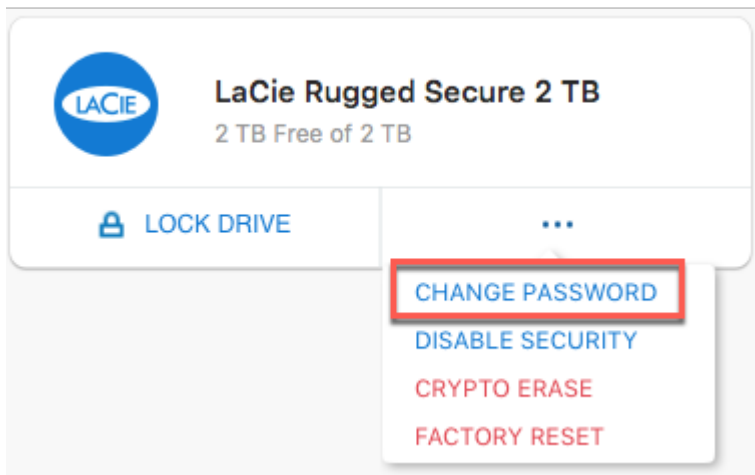 LACIE
LaCie Rugged Secure 2 TB
2 TB Free of 2 TB
LOCK DRIVE
...
CHANGE PASSWORD
DISABLE SECURITY
CRYPTO ERASE
FACTORY RESET